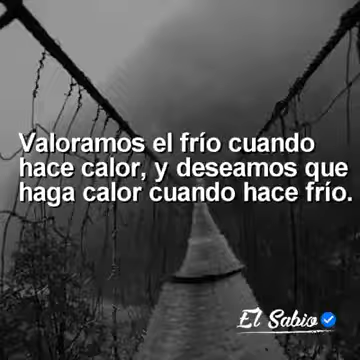 Valoramos el frío cuando
hace calor, y deseamos que
haga calor cuando hace frío.
El Sabio